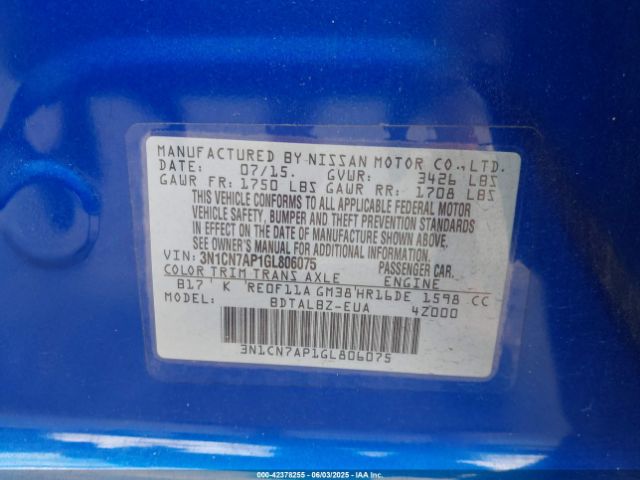 MANUFACTURED BY NISSAN MOTOR CO., LTD.
DATE: 07/15. GVWR: 3426 LBS
GAWR FR: 1750 LBS GAWR RR: 1708 LBS
THIS VEHICLE CONFORMS TO ALL APPLICABLE FEDERAL MOTOR
VEHICLE SAFETY, BUMPER AND THEFT PREVENTION STANDARDS
IN EFFECT ON THE DATE OF MANUFACTURE SHOWN ABOVE.
SEE OWNER'S MANUAL FOR ADDITIONAL INFORMATION.
VIN: 3N1CN7AP1GL806075 PASSENGER CAR.
COLOR TRIM TRANS AXLE ENGINE
B17 K RE0F11A GM38 HR16DE 1598 CC
MODEL: BDTALBZ-EUA 4Z000
3N1CN7AP1GL806075
000-42378255 - 06/03/2025 - IAA